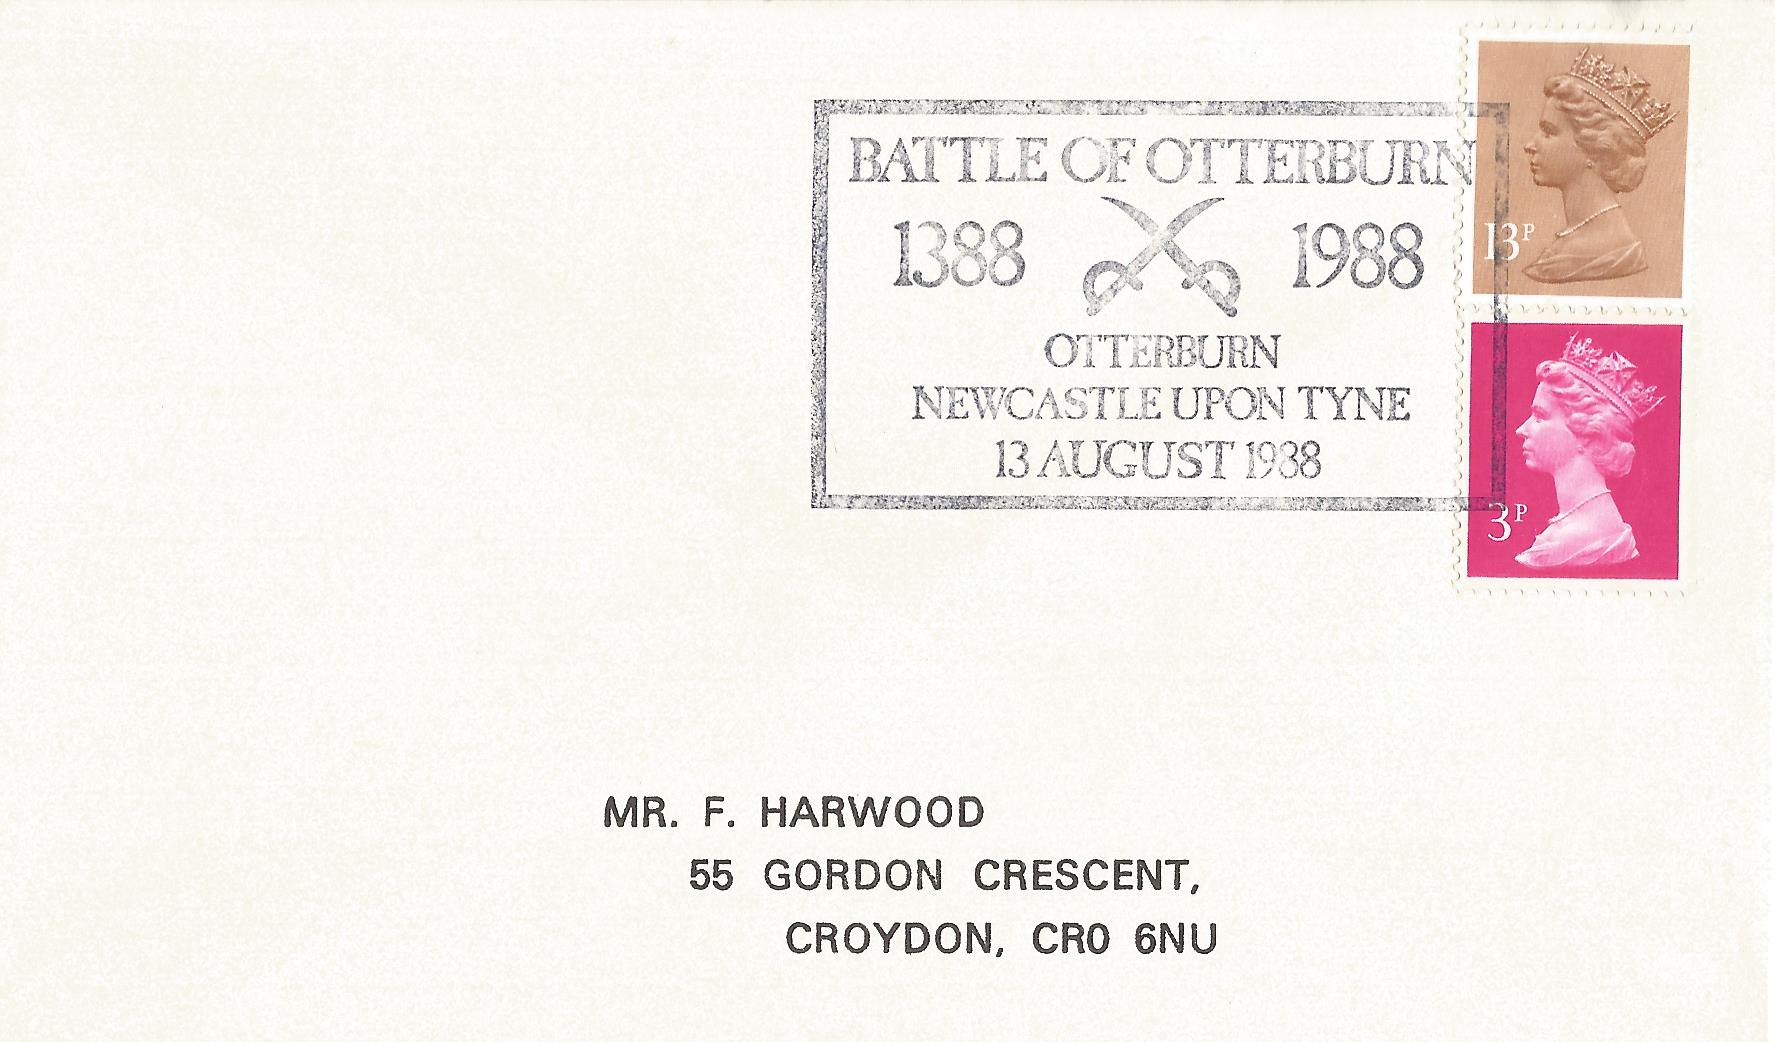 BATTLE OF OTTERBURN
1388 1988
OTTERBURN
NEWCASTLE UPON TYNE
13 AUGUST 1988
13P
3P
MR. F. HARWOOD
55 GORDON CRESCENT,
CROYDON, CR0 6NU